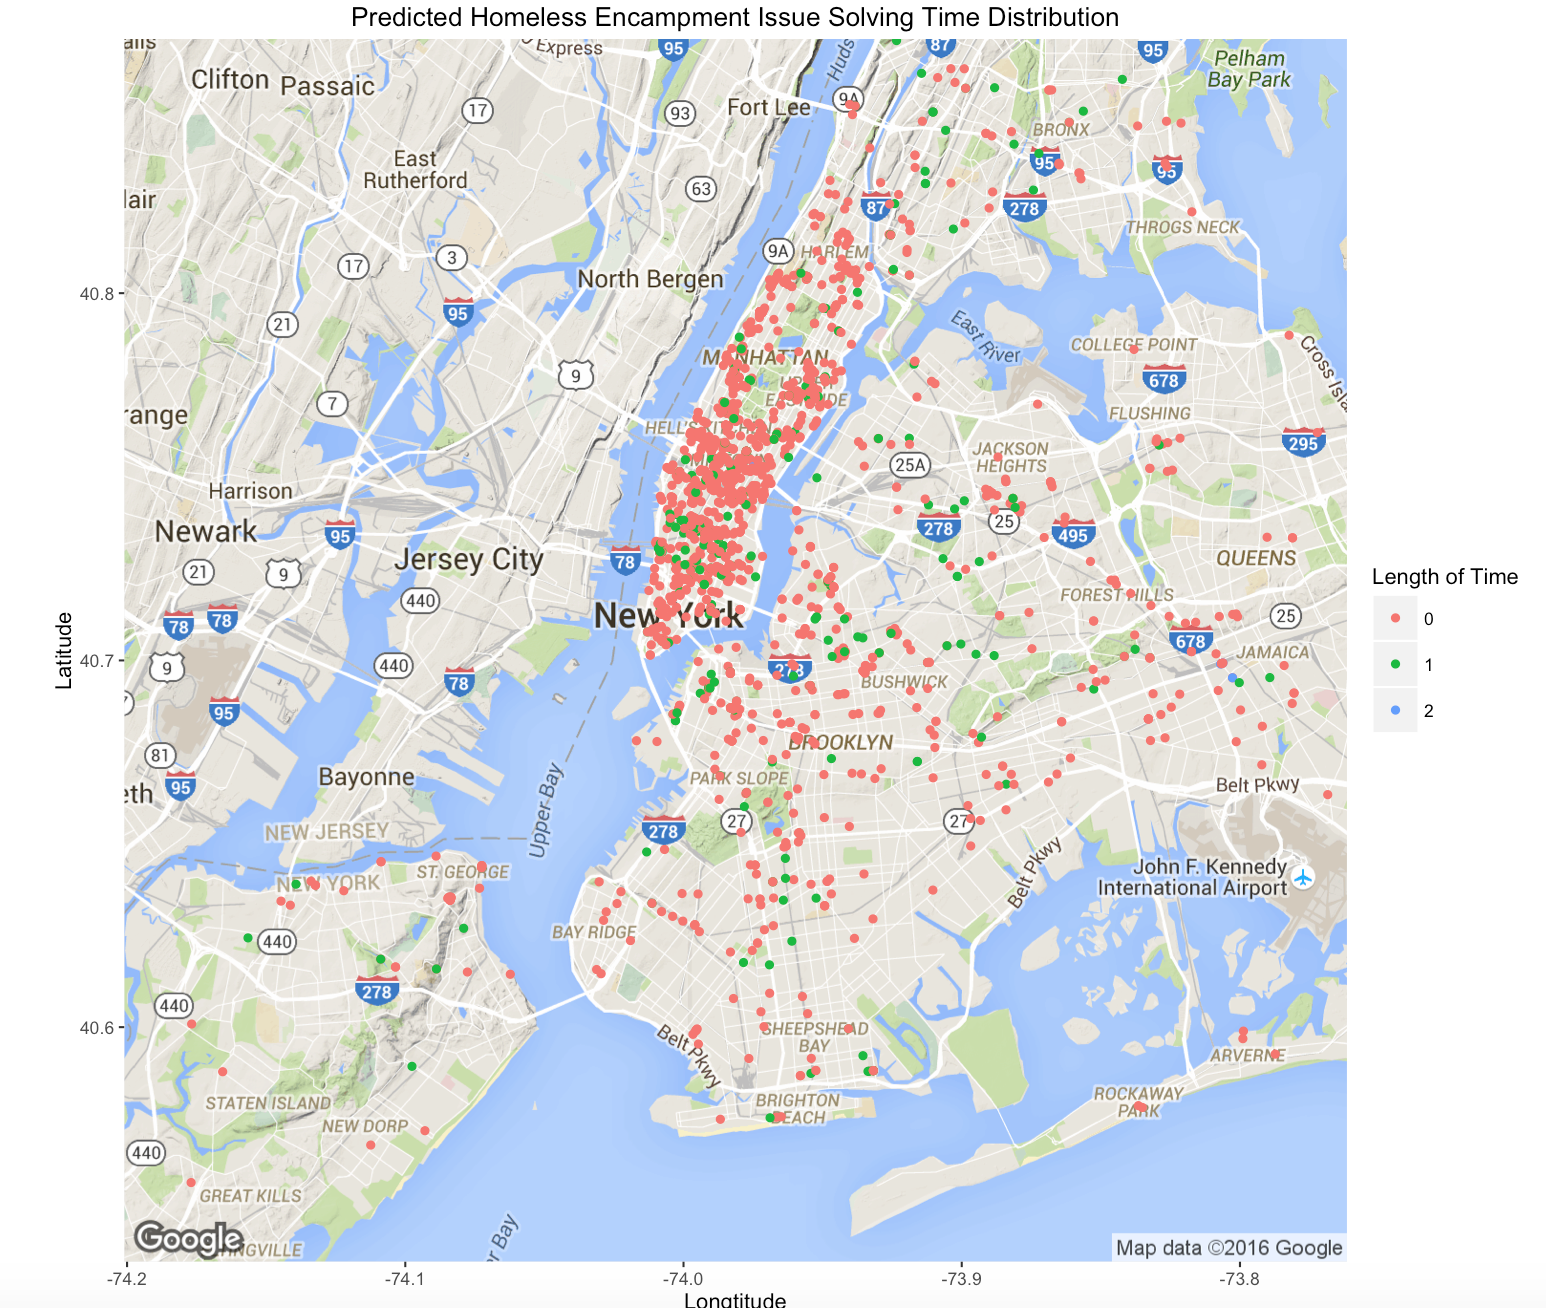 Predicted Homeless Encampment Issue Solving Time Distribution
Express
95
87
95
Pelham
Bay Park
Clifton
Passaic
17
93
Fort Lee
9A
BRONX
East
Rutherford
63
95
95
87
278
THROGS NECK
17
3
9A
HARLEM
North Bergen
40.8
95
21
East River
COLLEGE POINT
MANHATTAN
9
678
Cross
7
FLUSHING
HELL'S KITCHEN
295
JACKSON
HEIGHTS
25A
Harrison
Newark
95
278
25
495
Jersey City
78
QUEENS
21
9
440
FOREST HILLS
Length of Time
0
1
2
New York
78
78
25
678
JAMAICA
Latitude
40.7
9
440
78
278
BUSHWICK
95
BROOKLYN
81
Bayonne
PARK SLOPE
95
Belt Pkwy
Upper Bay
NEW JERSEY
278
27
27
NEW YORK
ST. GEORGE
Belt Pkwy
John F. Kennedy
International Airport
440
BAY RIDGE
278
440
40.6
Belt Pkwy
SHEEPSHEAD
BAY
ARVERNE
STATEN ISLAND
NEW DORP
BRIGHTON
BEACH
ROCKAWAY
PARK
440
GREAT KILLS
Bay
Google
Map data ©2016 Google
-74.2
-74.1
-74.0
-73.9
-73.8
Longtitude